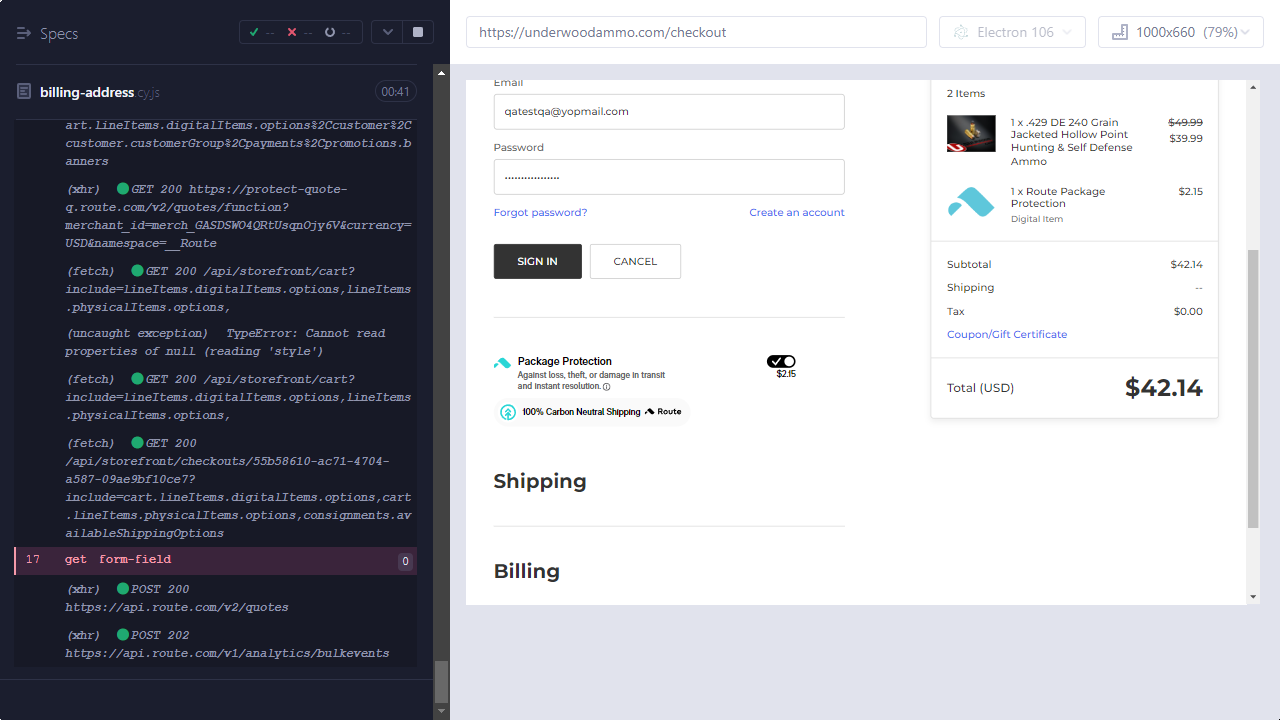 Specs
--
--
--
https://underwoodammo.com/checkout
Electron 106
1000x660 (79%)
billing-address.cy.js
00:41
art.lineItems.digitalItems.options%2Ccustomer%2C
customer.customerGroup%2Cpayments%2Cpromotions.b
anners
(xhr) GET 200 https://protect-quote-
q.route.com/v2/quotes/function?
merchant_id=merch_GASDSWO4QRtUsqnOjy6V&currency=
USD&namespace=__Route
(fetch) GET 200 /api/storefront/cart?
include=lineItems.digitalItems.options,lineItems
.physicalItems.options,
(uncaught exception) TypeError: Cannot read
properties of null (reading 'style')
(fetch) GET 200 /api/storefront/cart?
include=lineItems.digitalItems.options,lineItems
.physicalItems.options,
(fetch) GET 200
/api/storefront/checkouts/55b58610-ac71-4704-
a587-09ae9bf10ce7?
include=cart.lineItems.digitalItems.options,cart
.lineItems.physicalItems.options,consignments.av
ailableShippingOptions
17 get form-field 0
(xhr) POST 200
https://api.route.com/v2/quotes
(xhr) POST 202
https://api.route.com/v1/analytics/bulkevents
Email
qatestqa@yopmail.com
Password
•••••••••••••••••
Forgot password?
Create an account
SIGN IN
CANCEL
Package Protection
Against loss, theft, or damage in transit
and instant resolution.
$2.15
100% Carbon Neutral Shipping Route
Shipping
Billing
2 Items
1 x .429 DE 240 Grain
Jacketed Hollow Point
Hunting & Self Defense
Ammo
$49.99
$39.99
1 x Route Package
Protection
Digital Item
$2.15
Subtotal $42.14
Shipping --
Tax $0.00
Coupon/Gift Certificate
Total (USD) $42.14